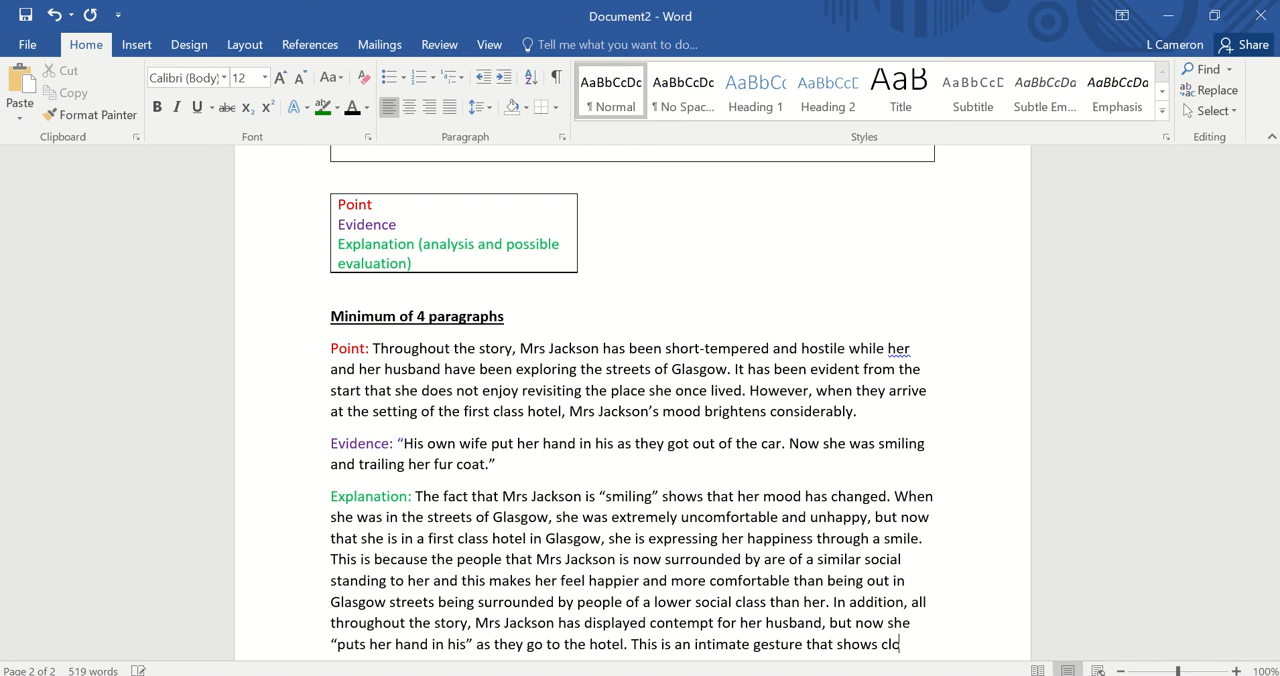 Document2 - Word
File Home Insert Design Layout References Mailings Review View Tell me what you want to do... L Cameron Share
Cut
Copy
Format Painter
Paste
Calibri (Body) 12
AaBbCcDc AaBbCcDc AaBbC( AaBbCcC AaB AaBbCcD AaBbCcDa AaBbCcDa
¶ Normal ¶ No Spac... Heading 1 Heading 2 Title Subtitle Subtle Em... Emphasis
Find
Replace
Select
Clipboard Font Paragraph Styles Editing
Point
Evidence
Explanation (analysis and possible
evaluation)
Minimum of 4 paragraphs
Point: Throughout the story, Mrs Jackson has been short-tempered and hostile while her
and her husband have been exploring the streets of Glasgow. It has been evident from the
start that she does not enjoy revisiting the place she once lived. However, when they arrive
at the setting of the first class hotel, Mrs Jackson’s mood brightens considerably.
Evidence: “His own wife put her hand in his as they got out of the car. Now she was smiling
and trailing her fur coat.”
Explanation: The fact that Mrs Jackson is “smiling” shows that her mood has changed. When
she was in the streets of Glasgow, she was extremely uncomfortable and unhappy, but now
that she is in a first class hotel in Glasgow, she is expressing her happiness through a smile.
This is because the people that Mrs Jackson is now surrounded by are of a similar social
standing to her and this makes her feel happier and more comfortable than being out in
Glasgow streets being surrounded by people of a lower social class than her. In addition, all
throughout the story, Mrs Jackson has displayed contempt for her husband, but now she
“puts her hand in his” as they go to the hotel. This is an intimate gesture that shows clo
Page 2 of 2 519 words 100%